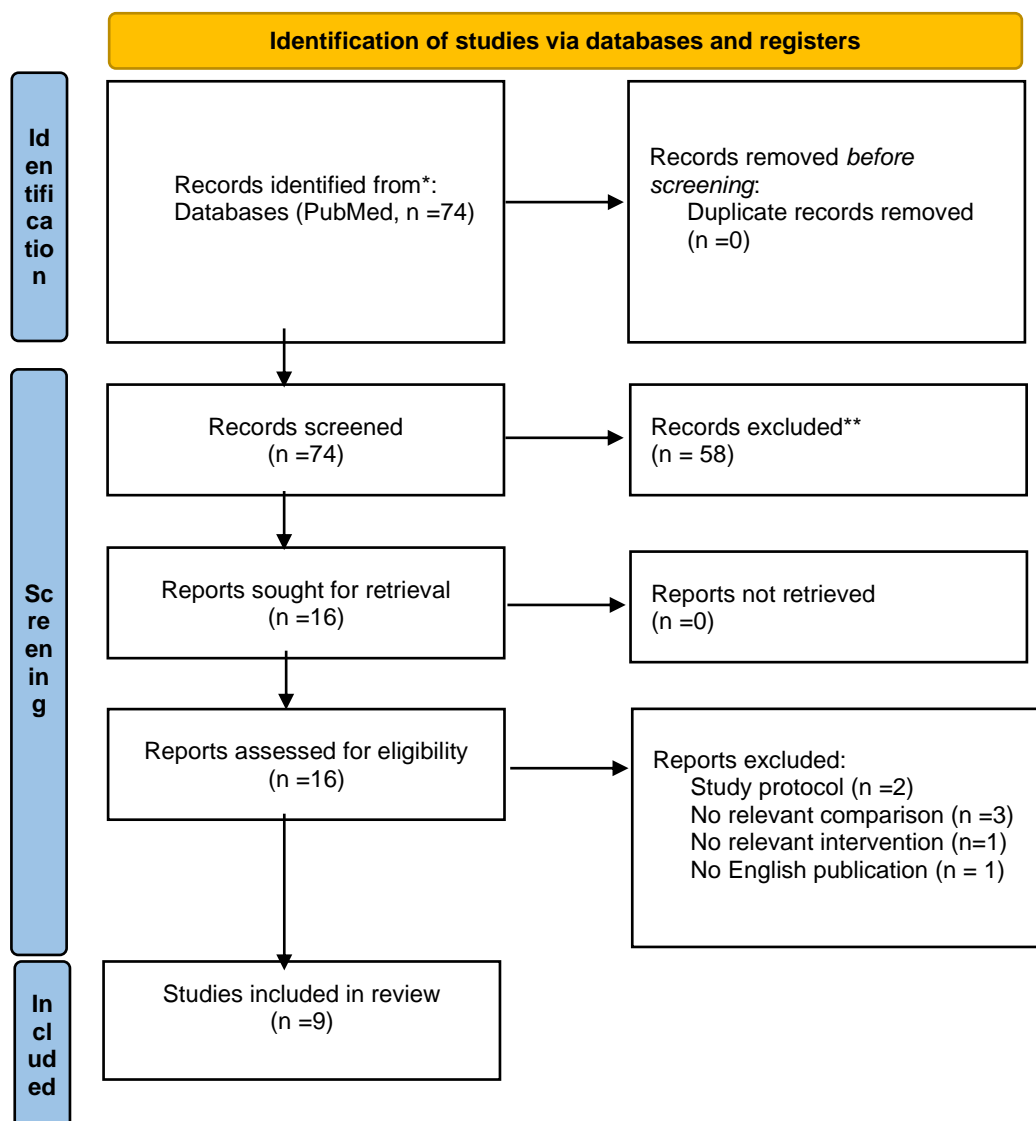 Identification of studies via databases and registers
Id
en
tifi
ca
tio
n
Records identified from*:
Databases (PubMed, n =74)
Records removed before
screening:
Duplicate records removed
(n =0)
Sc
re
en
in
g
Records screened
(n =74)
Records excluded**
(n = 58)
Reports sought for retrieval
(n =16)
Reports not retrieved
(n =0)
Reports assessed for eligibility
(n =16)
Reports excluded:
Study protocol (n =2)
No relevant comparison (n =3)
No relevant intervention (n=1)
No English publication (n = 1)
In
cl
ud
ed
Studies included in review
(n =9)